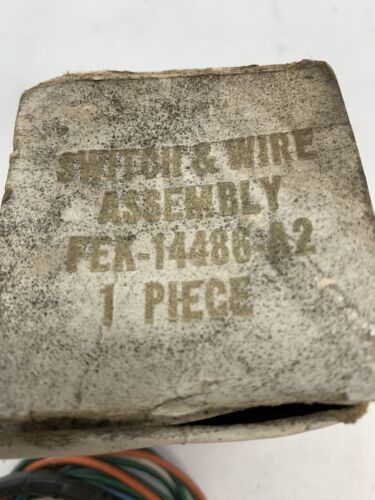 SWITCH & WIRE
ASSEMBLY
FEK-14486-A2
1 PIECE